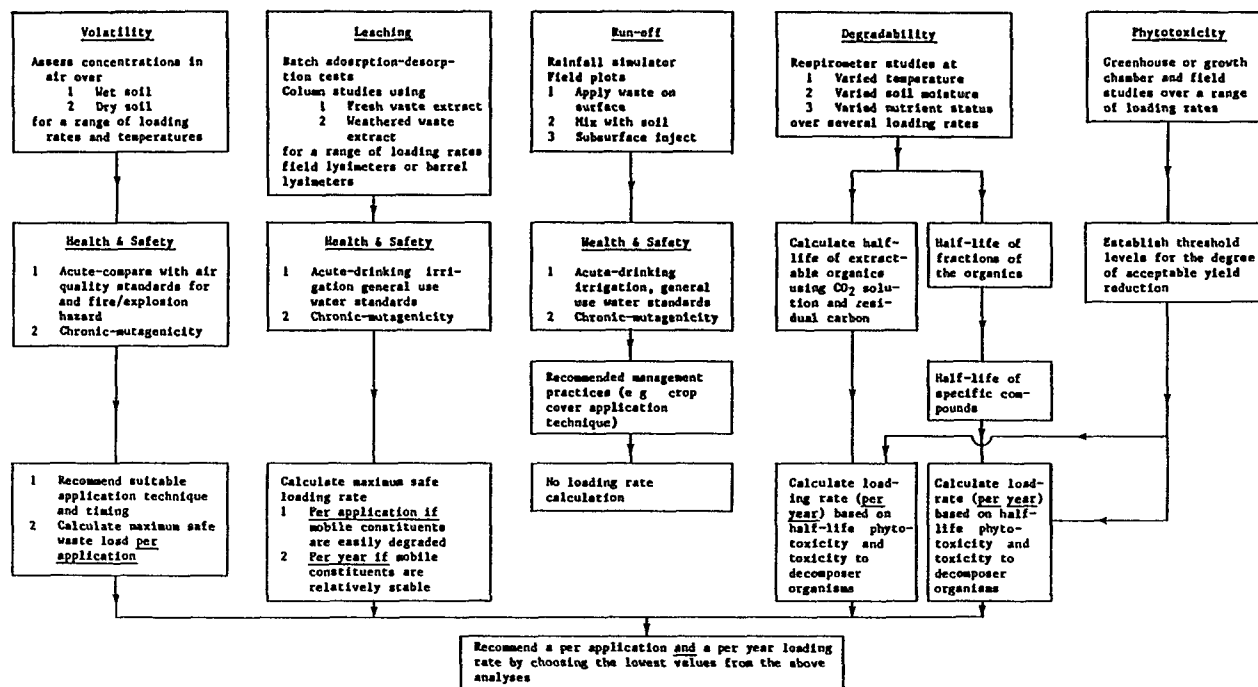 Volatility
Assess concentrations in
air over
1 Wet soil
2 Dry soil
for a range of loading
rates and temperatures
Leaching
Batch adosrption-desorp
tion tests
Column studies using
1 Fresh waste extract
2 Weathered waste
extract
for a range of loading rates
field lysimeters or barrel
lysimeters
Run-off
Rainfall simulator
Field plots
1 Apply waste on
surface
2 Mix with soil
3 Subsurface inject
Degradability
Respirometer studies at
1 Varied temperature
2 Varied soil moisture
3 Varied nutrient status
over several loading rates
Phytotoxicity
Greenhouse or growth
chamber and field
studies over a range
of loading rates
Health & Safety
1 Acute-compare with air
quality standards for
and fire/explosion
hazard
2 Chronic-mutagenicity
Health & Safety
1 Acute-drinking irri-
gation general use
water standards
2 Chronic-mutagenicity
Health & Safety
1 Acute-drinking
irrigation, general
use water standards
2 Chronic-mutagenicity
Calculate half-
life of extract-
able organics
using CO2 solu-
tion and resi-
dual carbon
Half-life of
fractions of
the organics
Establish threshold
levels for the degree
of acceptable yield
reduction
Recommended management
practices (e g crop
cover application
technique)
Half-life of
specific com-
pounds
1 Recommend suitable
application technique
and timing
2 Calculate maximum safe
waste load per
application
Calculate maximum safe
loading rate
1 Per application if
mobile constituents
are easily degraded
2 Per year if mobile
constituents are
relatively stable
No loading rate
calculation
Calculate load-
ing rate (per
year) based on
half-life phyto-
toxicity and
toxicity to
decomposer
organisms
Calculate load-
rate (per year)
based on half-
life phyto-
toxicity and
toxicity to
decomposer
organisms
Recommend a per application and a per year loading
rate by choosing the lowest values from the above
analyses